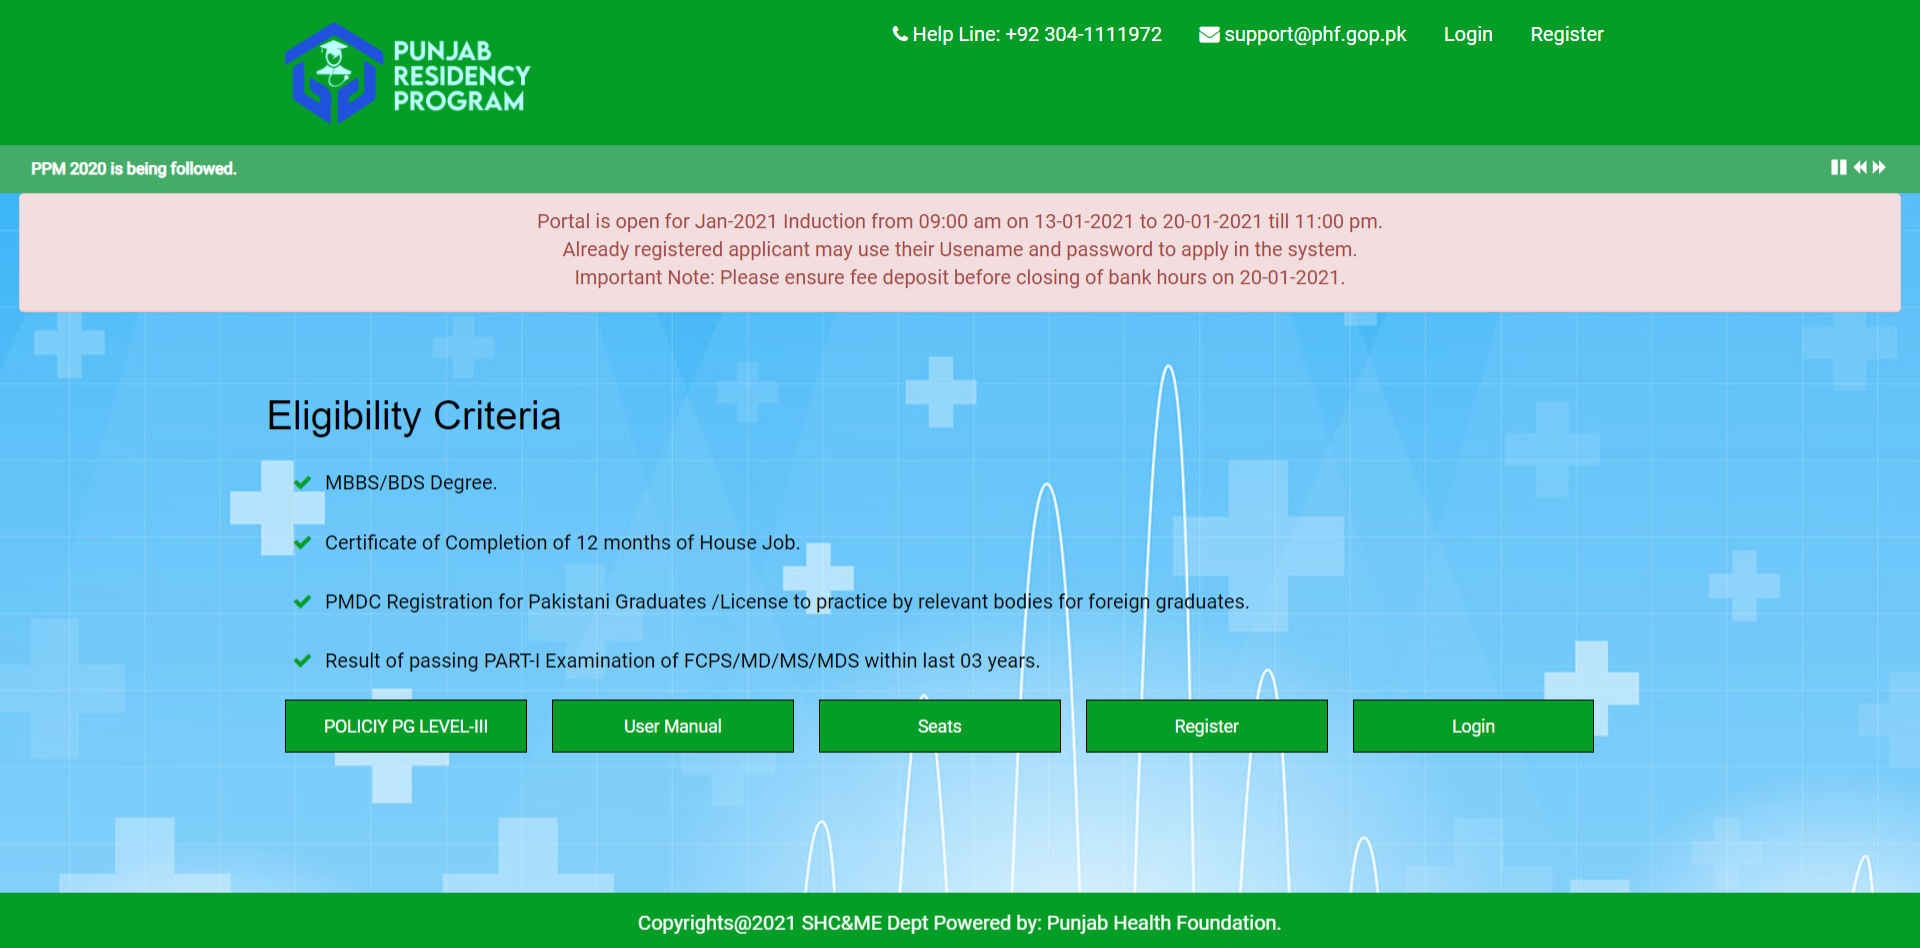 PUNJAB
RESIDENCY
PROGRAM
Help Line: +92 304-1111972
support@phf.gop.pk
Login
Register
PPM 2020 is being followed.
Portal is open for Jan-2021 Induction from 09:00 am on 13-01-2021 to 20-01-2021 till 11:00 pm.
Already registered applicant may use their Usename and password to apply in the system.
Important Note: Please ensure fee deposit before closing of bank hours on 20-01-2021.
Eligibility Criteria
MBBS/BDS Degree.
Certificate of Completion of 12 months of House Job.
PMDC Registration for Pakistani Graduates /License to practice by relevant bodies for foreign graduates.
Result of passing PART-I Examination of FCPS/MD/MS/MDS within last 03 years.
POLICIY PG LEVEL-III
User Manual
Seats
Register
Login
Copyrights@2021 SHC&ME Dept Powered by: Punjab Health Foundation.